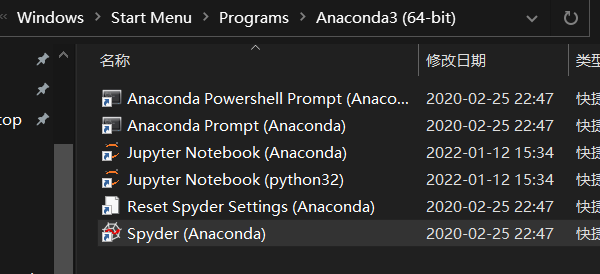 Windows > Start Menu > Programs > Anaconda3 (64-bit)
名称 修改日期 类型
top
Anaconda Powershell Prompt (Anaco... 2020-02-25 22:47 快捷
Anaconda Prompt (Anaconda) 2020-02-25 22:47 快捷
Jupyter Notebook (Anaconda) 2022-01-12 15:34 快捷
Jupyter Notebook (python32) 2022-01-12 15:34 快捷
Reset Spyder Settings (Anaconda) 2020-02-25 22:47 快捷
Spyder (Anaconda) 2020-02-25 22:47 快捷